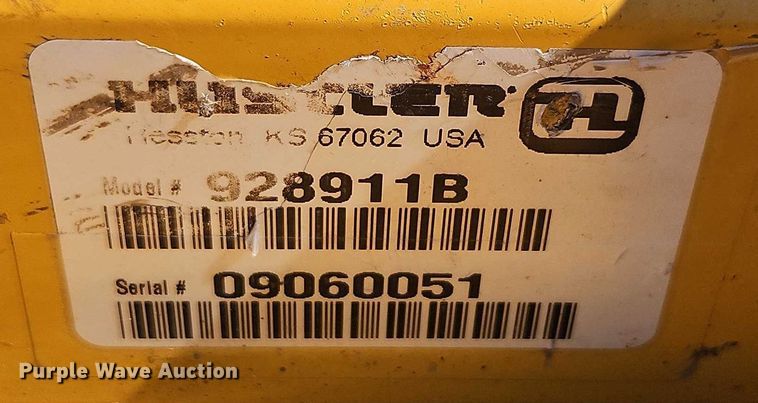 HUSTLER
Hesston KS 67062 USA
Model # 928911B
Serial # 09060051
Purple Wave Auction